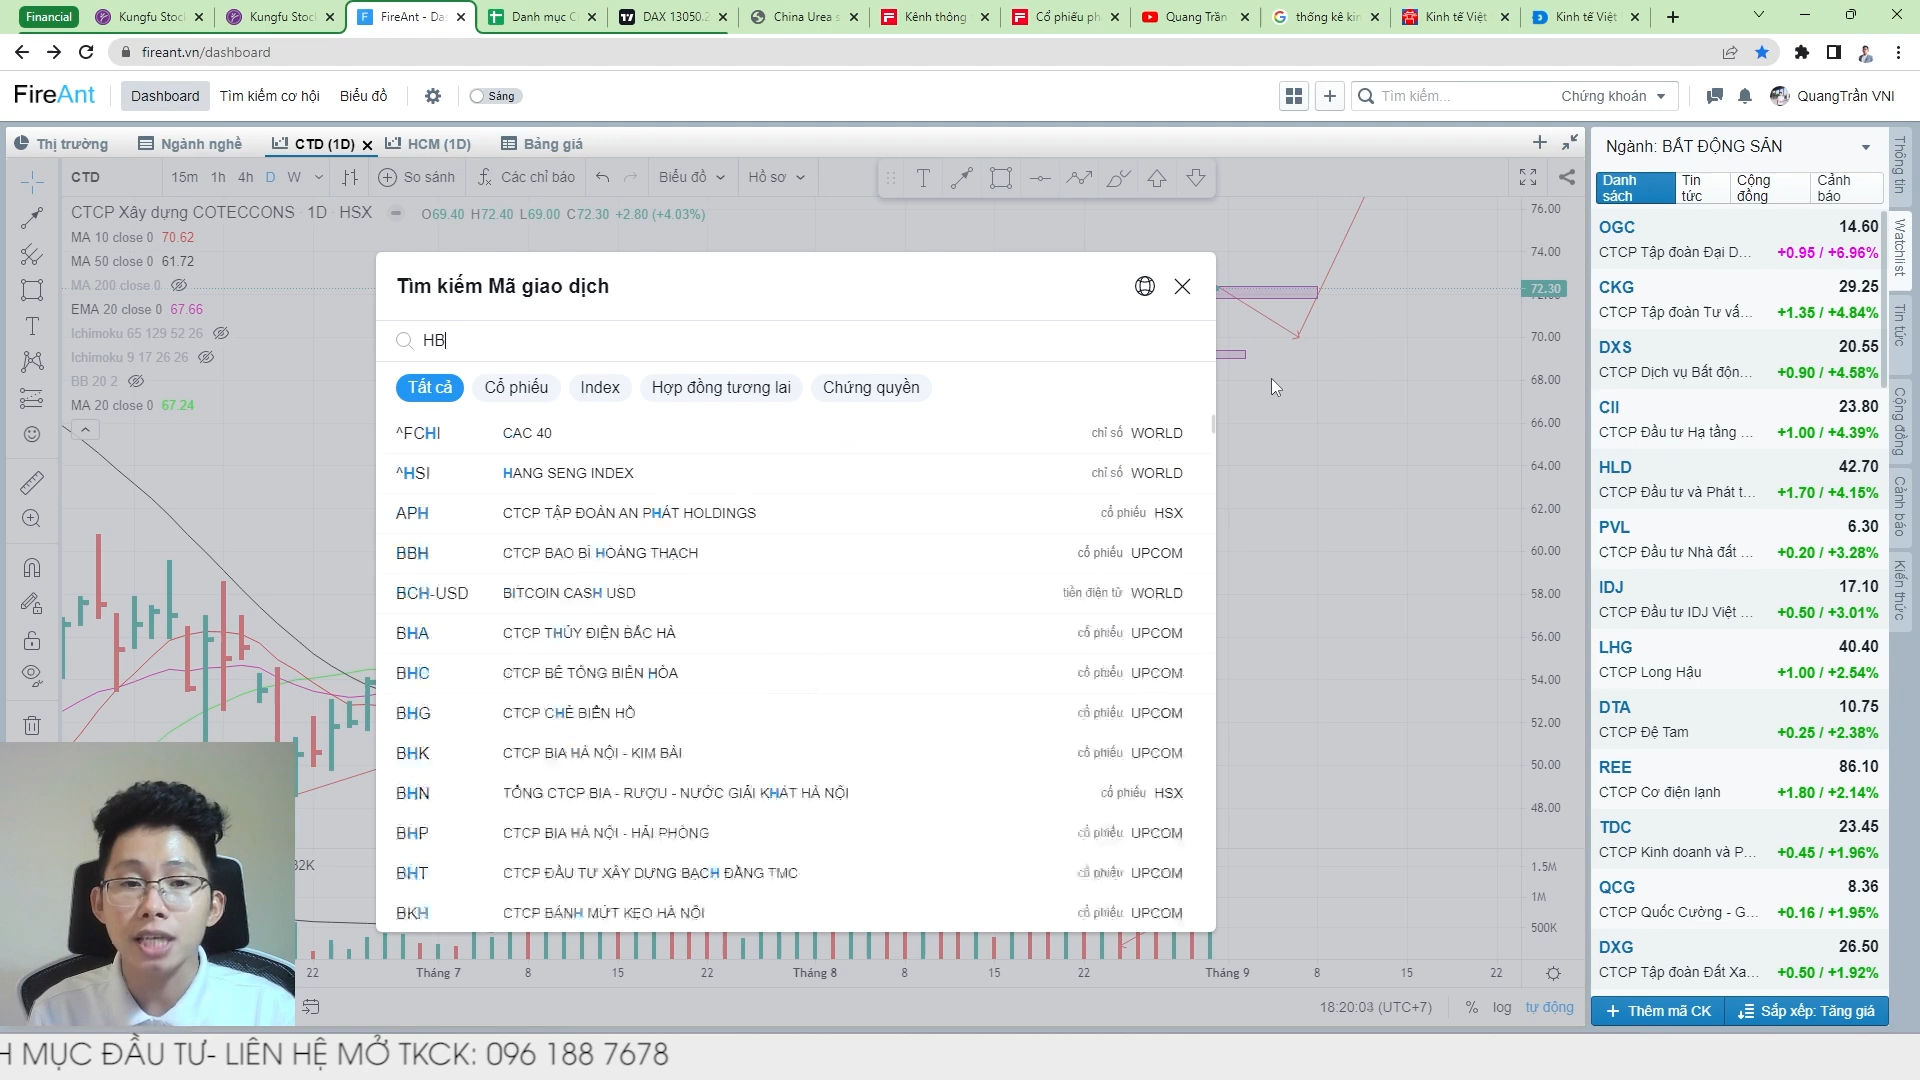 Financial
Kungfu Stoc
Kungfu Stoc
FireAnt - Da
Danh mục C
DAX 13050.
China Urea s
Kênh thông
Cổ phiếu ph
Quang Trần
thống kê kin
Kinh tế Việt
Kinh tế Việt
fireant.vn/dashboard
FireAnt
Dashboard
Tìm kiếm cơ hội
Biểu đồ
Sáng
Tìm kiếm...
Chứng khoán
QuangTrần VNI
Thị trường
Ngành nghề
CTD (1D)
HCM (1D)
Bảng giá
CTD
15m 1h 4h D W
So sánh
Các chỉ báo
Biểu đồ
Hồ sơ
CTCP Xây dựng COTECCONS · 1D · HSX
O69.40 H72.40 L69.00 C72.30 +2.80 (+4.03%)
MA 10 close 0 70.62
MA 50 close 0 61.72
MA 200 close 0
EMA 20 close 0 67.66
Ichimoku 65 129 52 26
Ichimoku 9 17 26 26
BB 20 2
MA 20 close 0 67.24
Tìm kiếm Mã giao dịch
HB
Tất cả
Cổ phiếu
Index
Hợp đồng tương lai
Chứng quyền
^FCHI CAC 40 chỉ số WORLD
^HSI HANG SENG INDEX chỉ số WORLD
APH CTCP TẬP ĐOÀN AN PHÁT HOLDINGS cổ phiếu HSX
BBH CTCP BAO BÌ HOÀNG THẠCH cổ phiếu UPCOM
BCH-USD BITCOIN CASH USD tiền điện tử WORLD
BHA CTCP THỦY ĐIỆN BẮC HÀ cổ phiếu UPCOM
BHC CTCP BÊ TÔNG BIÊN HÒA cổ phiếu UPCOM
BHG CTCP CHÈ BIỂN HỒ cổ phiếu UPCOM
BHK CTCP BIA HÀ NỘI - KIM BÀI cổ phiếu UPCOM
BHN TỔNG CTCP BIA - RƯỢU - NƯỚC GIẢI KHÁT HÀ NỘI cổ phiếu HSX
BHP CTCP BIA HÀ NỘI - HẢI PHÒNG cổ phiếu UPCOM
BHT CTCP ĐẦU TƯ XÂY DỰNG BẠCH ĐẰNG TMC cổ phiếu UPCOM
BKH CTCP BÁNH MỨT KẸO HÀ NỘI cổ phiếu UPCOM
76.00
74.00
72.30
70.00
68.00
66.00
64.00
62.00
60.00
58.00
56.00
54.00
52.00
50.00
48.00
1.5M
1M
500K
32K
22 Tháng 7 8 15 22 Tháng 8 8 15 22 Tháng 9 8 15 22
18:20:03 (UTC+7)
%
log
tự động
Ngành: BẤT ĐỘNG SẢN
Danh sách
Tin tức
Cộng đồng
Cảnh báo
OGC 14.60
CTCP Tập đoàn Đại D... +0.95 / +6.96%
CKG 29.25
CTCP Tập đoàn Tư vấ... +1.35 / +4.84%
DXS 20.55
CTCP Dịch vụ Bất độn... +0.90 / +4.58%
CII 23.80
CTCP Đầu tư Hạ tầng ... +1.00 / +4.39%
HLD 42.70
CTCP Đầu tư và Phát t... +1.70 / +4.15%
PVL 6.30
CTCP Đầu tư Nhà đất ... +0.20 / +3.28%
IDJ 17.10
CTCP Đầu tư IDJ Việt ... +0.50 / +3.01%
LHG 40.40
CTCP Long Hậu +1.00 / +2.54%
DTA 10.75
CTCP Đệ Tam +0.25 / +2.38%
REE 86.10
CTCP Cơ điện lạnh +1.80 / +2.14%
TDC 23.45
CTCP Kinh doanh và P... +0.45 / +1.96%
QCG 8.36
CTCP Quốc Cường - G... +0.16 / +1.95%
DXG 26.50
CTCP Tập đoàn Đất Xa... +0.50 / +1.92%
Thêm mã CK
Sắp xếp: Tăng giá
Thông tin
Watchlist
Tin tức
Cộng đồng
Cảnh báo
Kiến thức
H MỤC ĐẦU TƯ- LIÊN HỆ MỞ TKCK: 096 188 7678